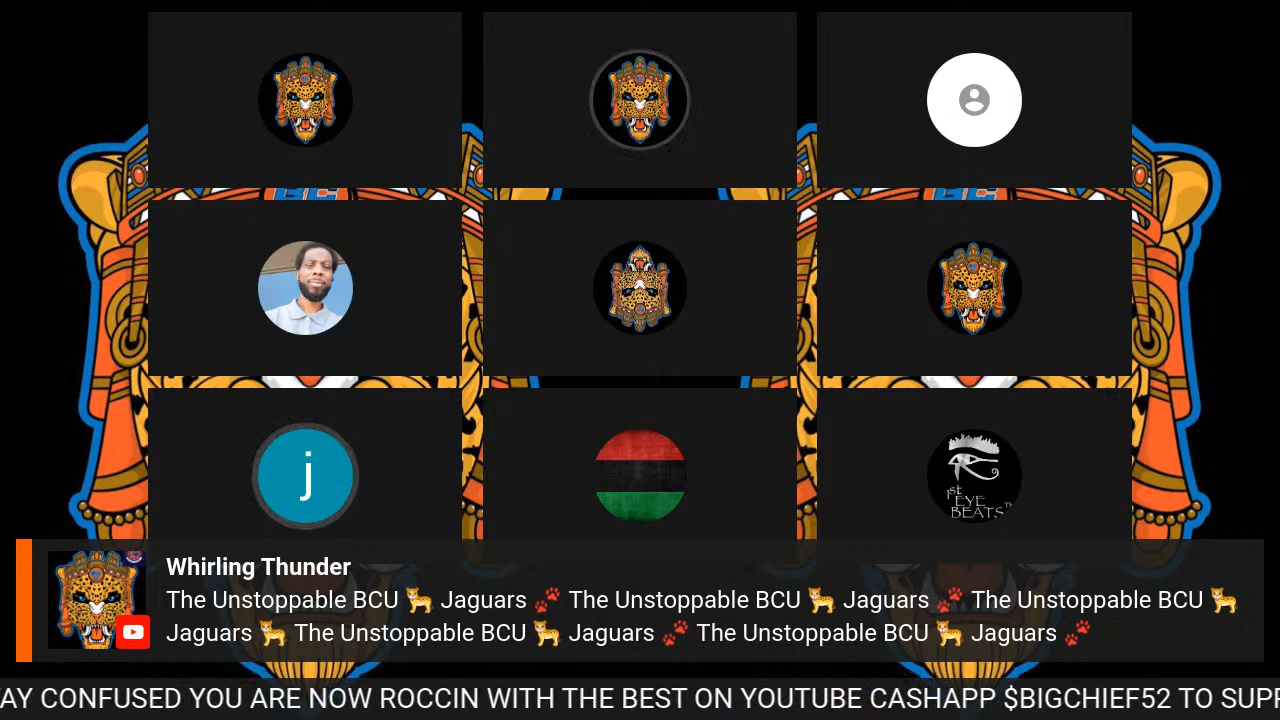 j
1st
EYE
BEATS™
Whirling Thunder
The Unstoppable BCU 🐆 Jaguars 🐾 The Unstoppable BCU 🐆 Jaguars 🐾 The Unstoppable BCU 🐆
Jaguars 🐆 The Unstoppable BCU 🐆 Jaguars 🐾 The Unstoppable BCU 🐆 Jaguars 🐾
AY CONFUSED YOU ARE NOW ROCCIN WITH THE BEST ON YOUTUBE CASHAPP $BIGCHIEF52 TO SUPP